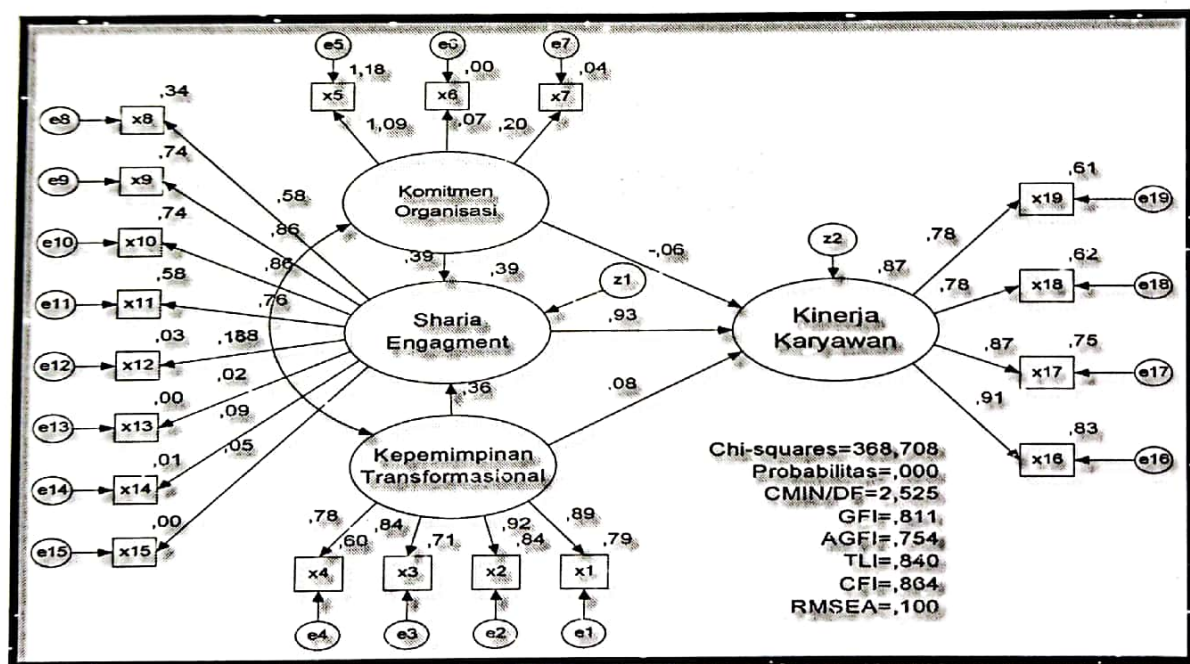 e5
e6
e7
1,18
,00
,04
x5
x6
x7
1,09
,07
,20
,34
e8
x8
,74
e9
x9
,58
,74
Komitmen
Organisasi
,61
x19
e19
e10
x10
,86
-,06
z2
,78
,58
,86
,39
,39
z1
,87
,62
e11
x11
,76
,78
x18
e18
,03
Sharia
Engagment
,93
Kinerja
Karyawan
e12
x12
,02
,87
,75
,00
,36
,08
x17
e17
e13
x13
,09
,91
,01
,05
Kepemimpinan
Transformasional
,83
e14
x14
x16
e16
,00
e15
x15
,78
,84
,92
,89
,60
,71
,84
,79
x4
x3
x2
x1
e4
e3
e2
e1
Chi-squares=368,708
Probabilitas=,000
CMIN/DF=2,525
GFI=,811
AGFI=,754
TLI=,840
CFI=,864
RMSEA=,100